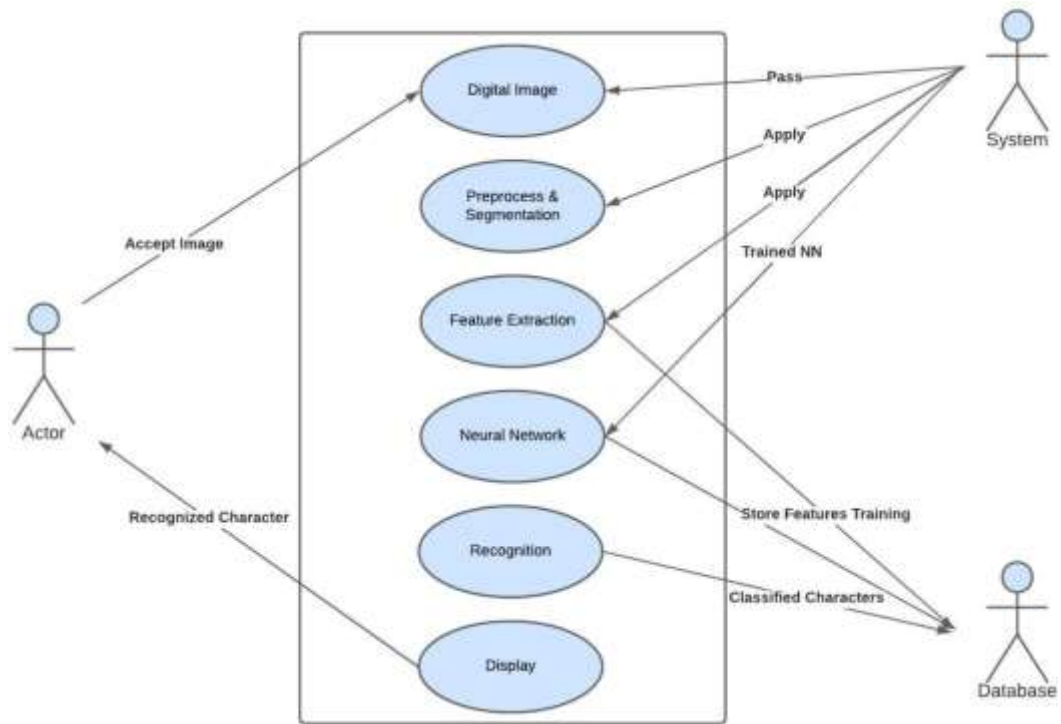 Digital Image
Pass
System
Apply
Preprocess &
Segmentation
Apply
Accept Image
Trained NN
Feature Extraction
Actor
Neural Network
Recognized Character
Store Features Training
Recognition
Classified Characters
Display
Database